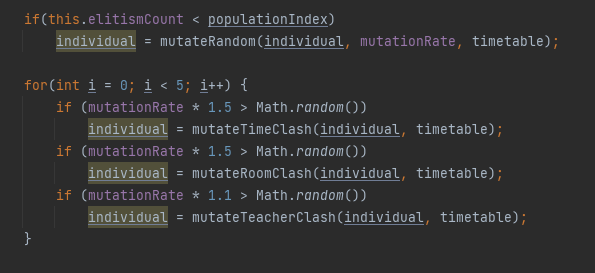 if(this.elitismCount < populationIndex)
    individual = mutateRandom(individual, mutationRate, timetable);

for(int i = 0; i < 5; i++) {
    if (mutationRate * 1.5 > Math.random())
        individual = mutateTimeClash(individual, timetable);
    if (mutationRate * 1.5 > Math.random())
        individual = mutateRoomClash(individual, timetable);
    if (mutationRate * 1.1 > Math.random())
        individual = mutateTeacherClash(individual, timetable);
}